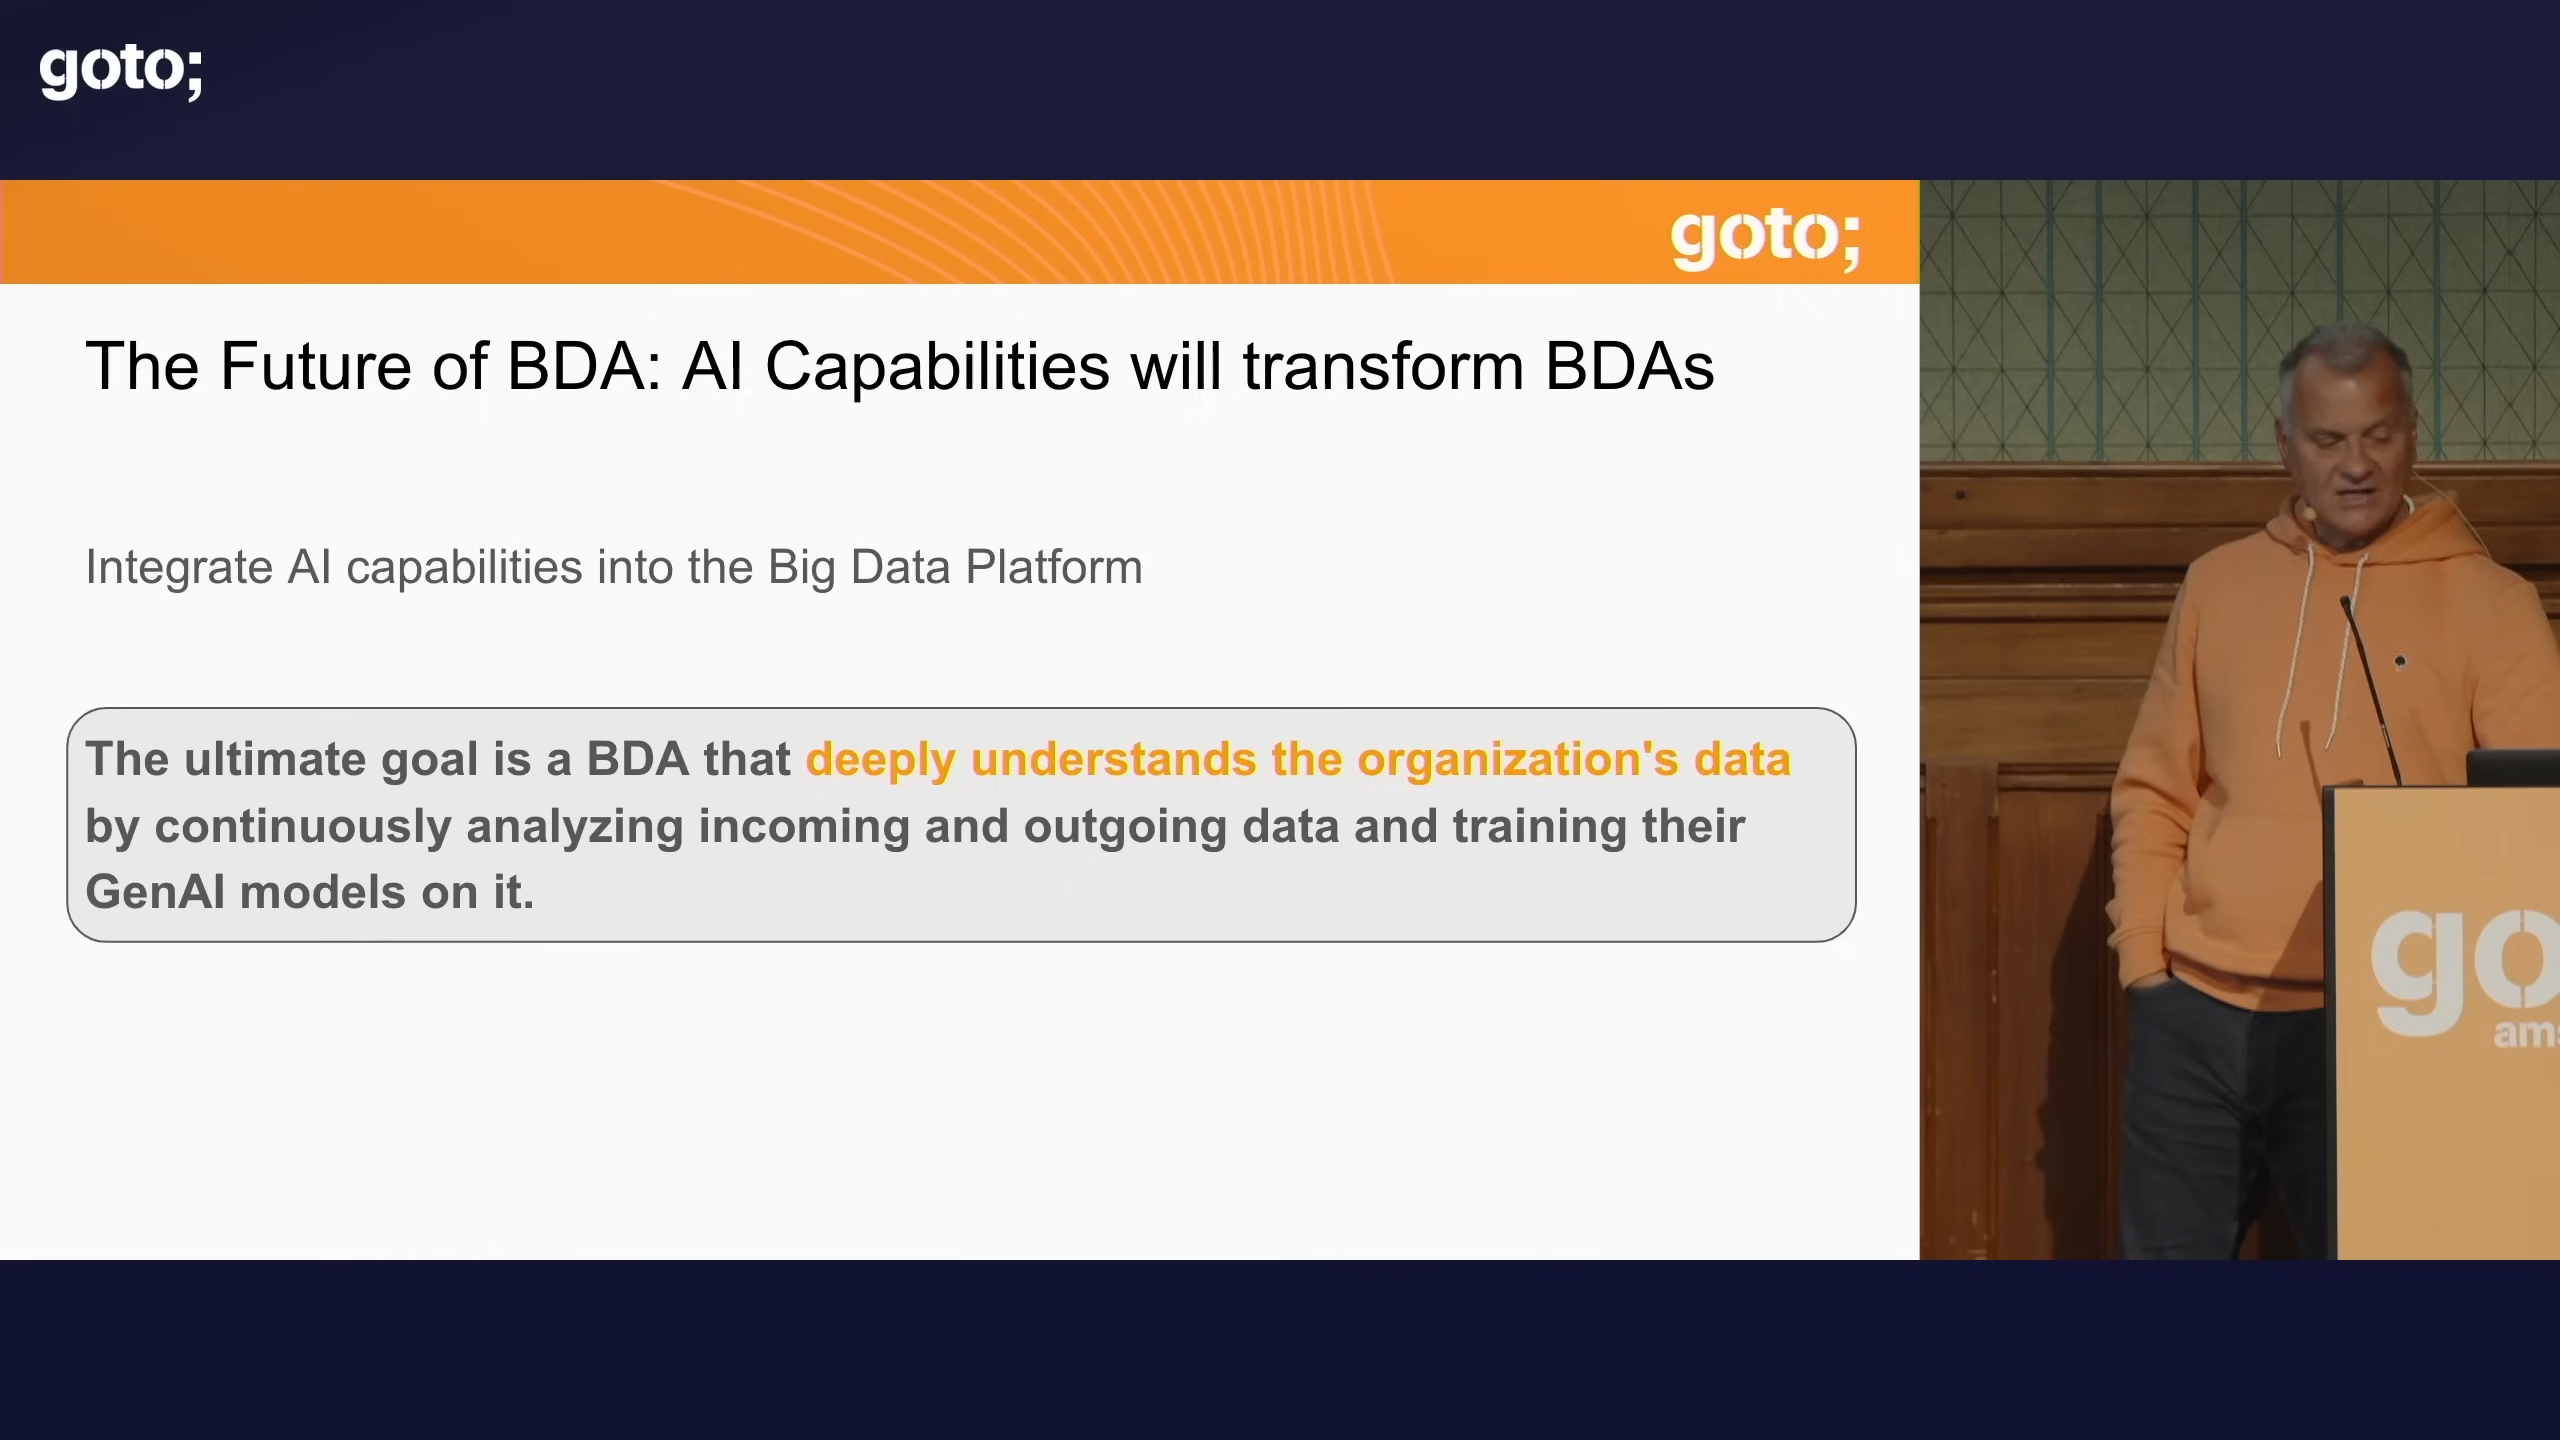 goto;
goto;
The Future of BDA: AI Capabilities will transform BDAs
Integrate AI capabilities into the Big Data Platform
The ultimate goal is a BDA that deeply understands the organization's data
by continuously analyzing incoming and outgoing data and training their
GenAI models on it.
go
ams